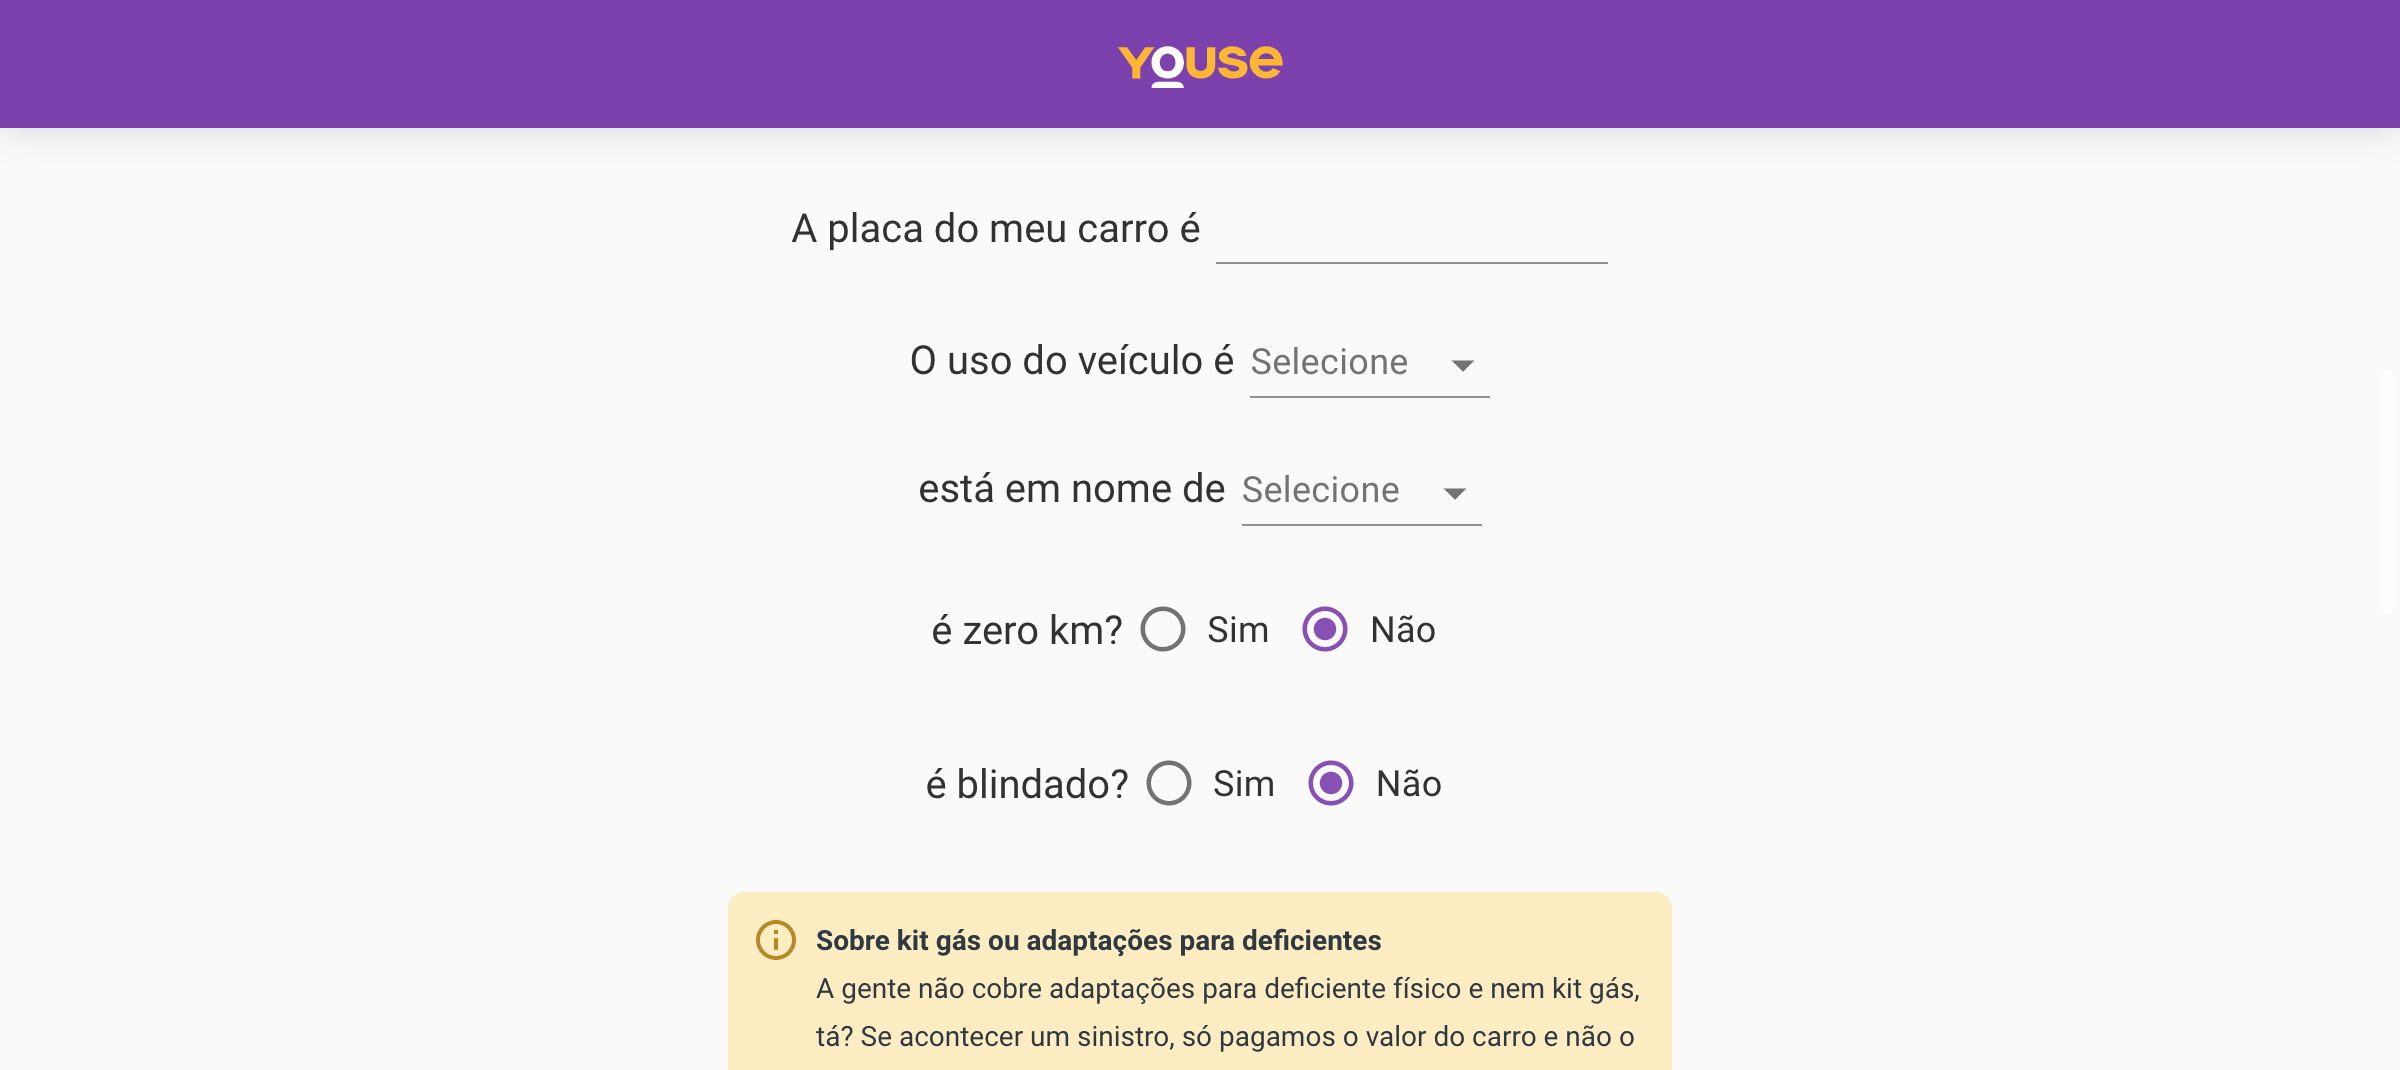 YOUSE
A placa do meu carro é
O uso do veículo é Selecione
está em nome de Selecione
é zero km? Sim Não
é blindado? Sim Não
Sobre kit gás ou adaptações para deficientes
A gente não cobre adaptações para deficiente físico e nem kit gás,
tá? Se acontecer um sinistro, só pagamos o valor do carro e não o